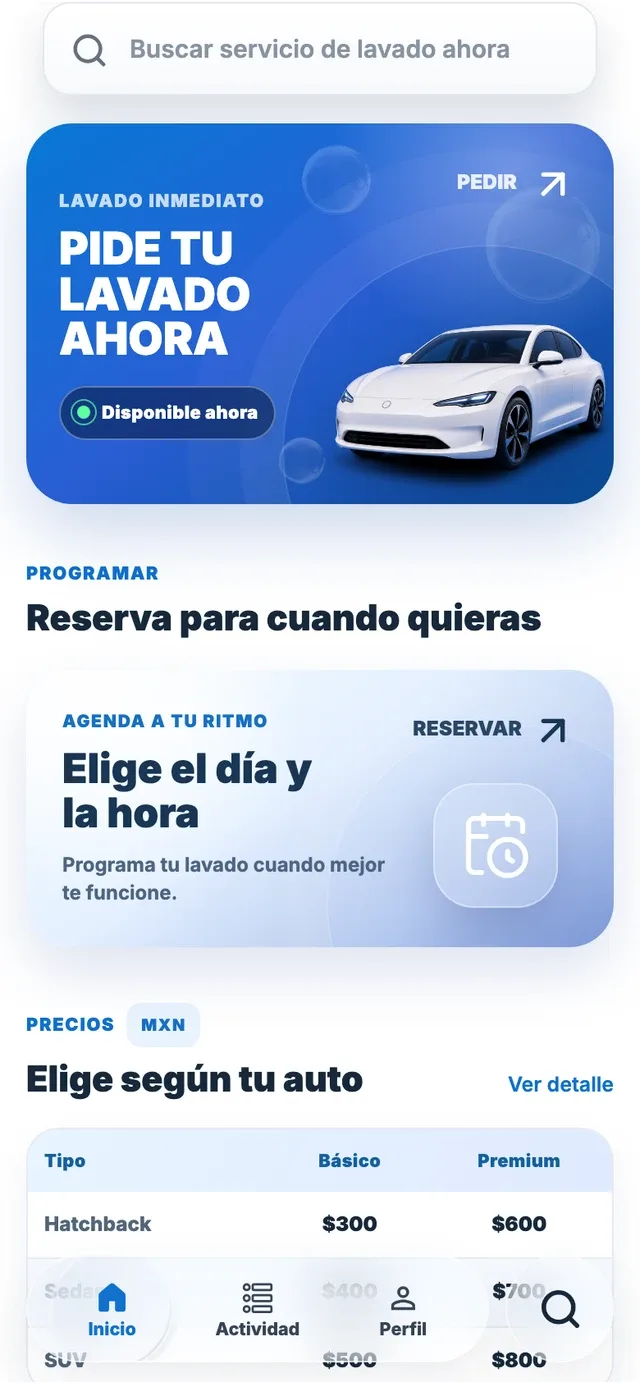 Buscar servicio de lavado ahora
PEDIR
LAVADO INMEDIATO
PIDE TU
LAVADO
AHORA
Disponible ahora
PROGRAMAR
Reserva para cuando quieras
AGENDA A TU RITMO
RESERVAR
Elige el día y
la hora
Programa tu lavado cuando mejor
te funcione.
PRECIOS MXN
Elige según tu auto
Ver detalle
Tipo Básico Premium
Hatchback $300 $600
Sedan $400 $700
Inicio Actividad Perfil
SUV $500 $800